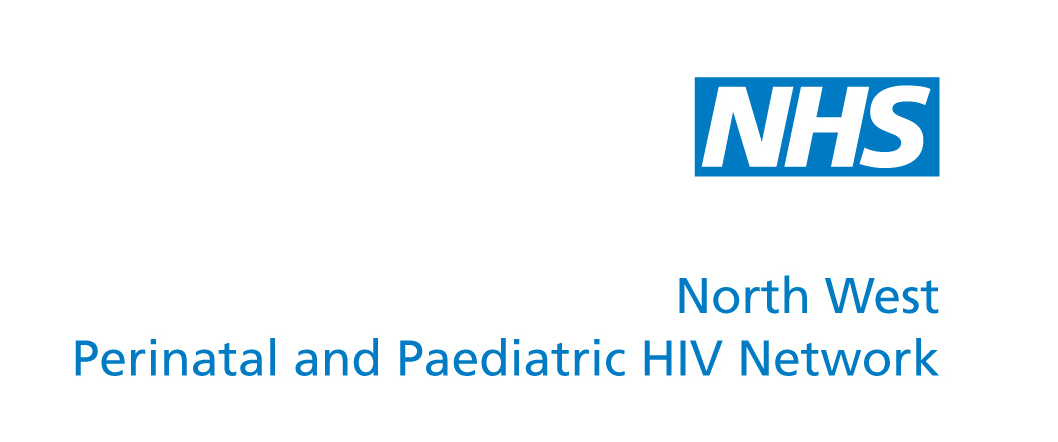 NHS
North West
Perinatal and Paediatric HIV Network